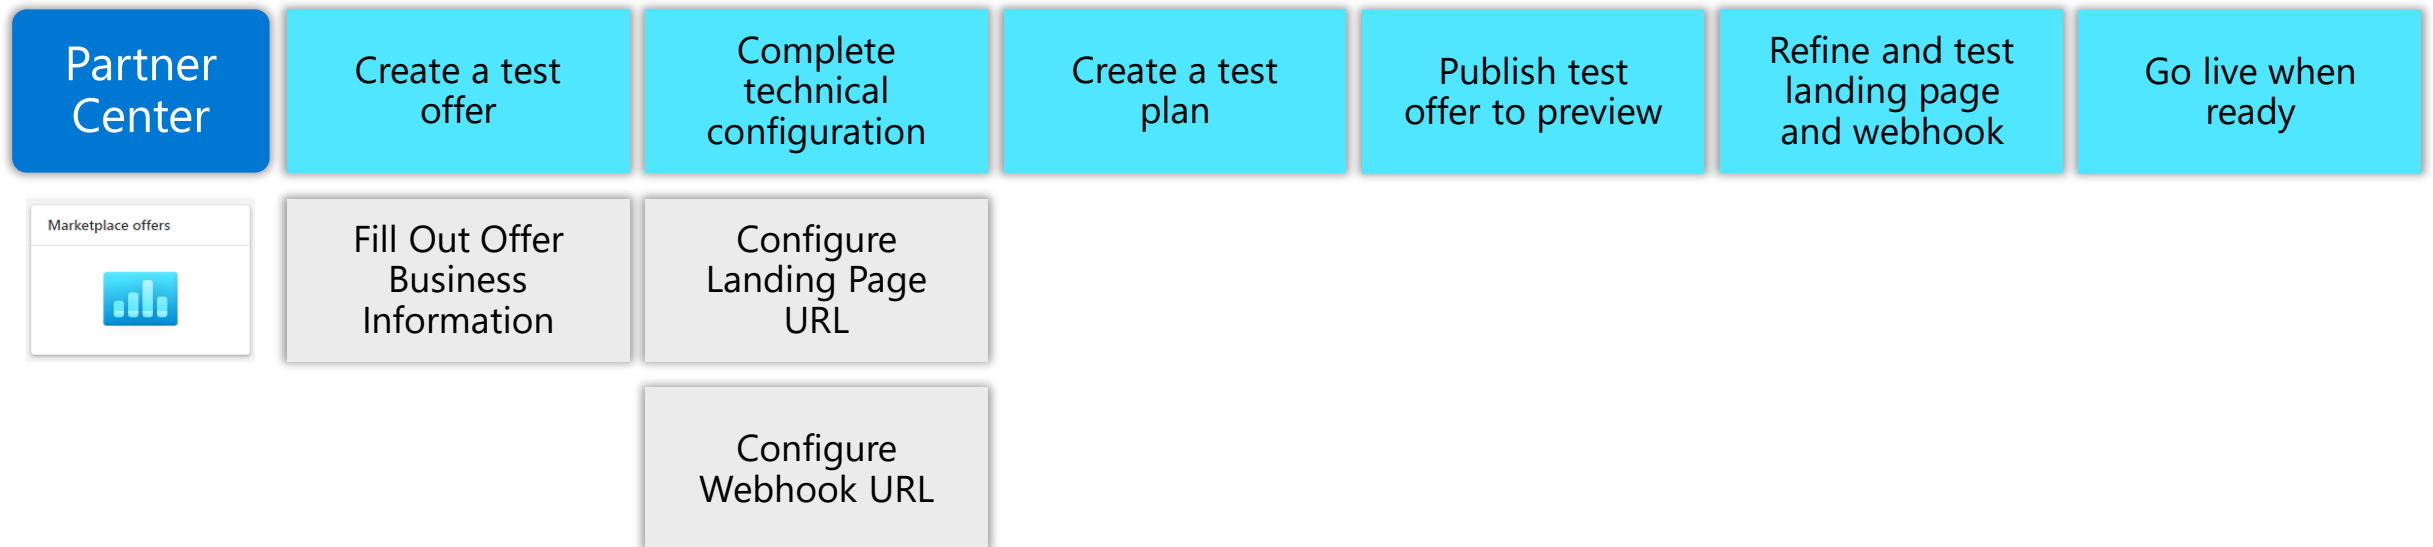 Partner
Center
Create a test
offer
Complete
technical
configuration
Create a test
plan
Publish test
offer to preview
Refine and test
landing page
and webhook
Go live when
ready
Marketplace offers
Fill Out Offer
Business
Information
Configure
Landing Page
URL
Configure
Webhook URL